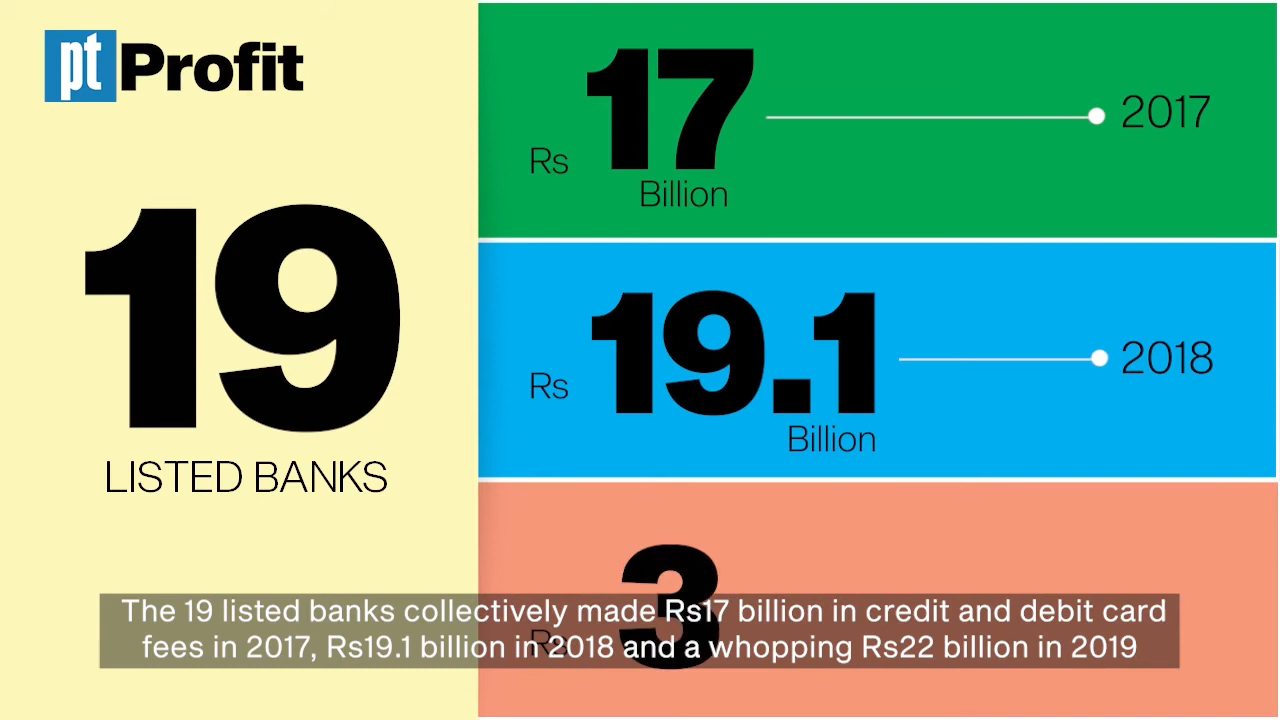 pt Profit
19
LISTED BANKS
Rs 17
Billion
2017
Rs 19.1
Billion
2018
Rs 3
The 19 listed banks collectively made Rs17 billion in credit and debit card
fees in 2017, Rs19.1 billion in 2018 and a whopping Rs22 billion in 2019